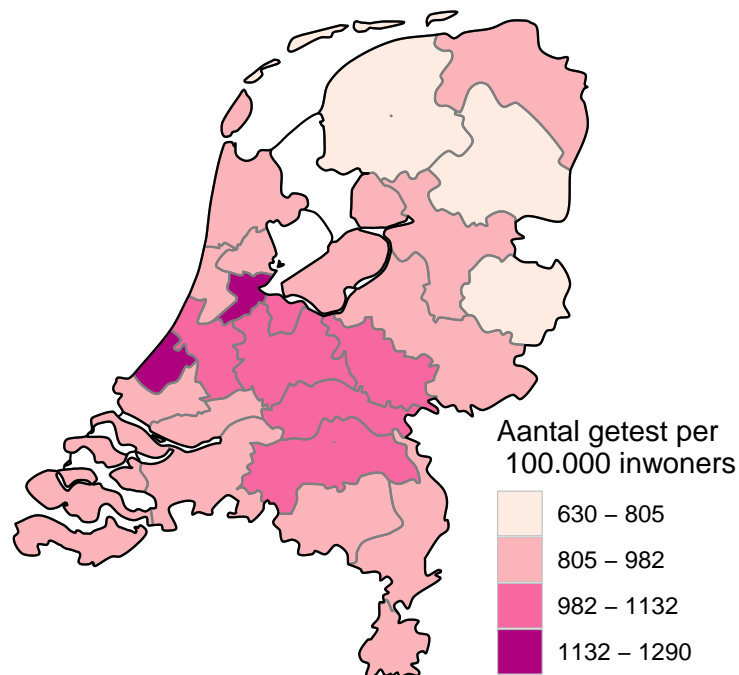 Aantal getest per
100.000 inwoners
630 – 805
805 – 982
982 – 1132
1132 – 1290